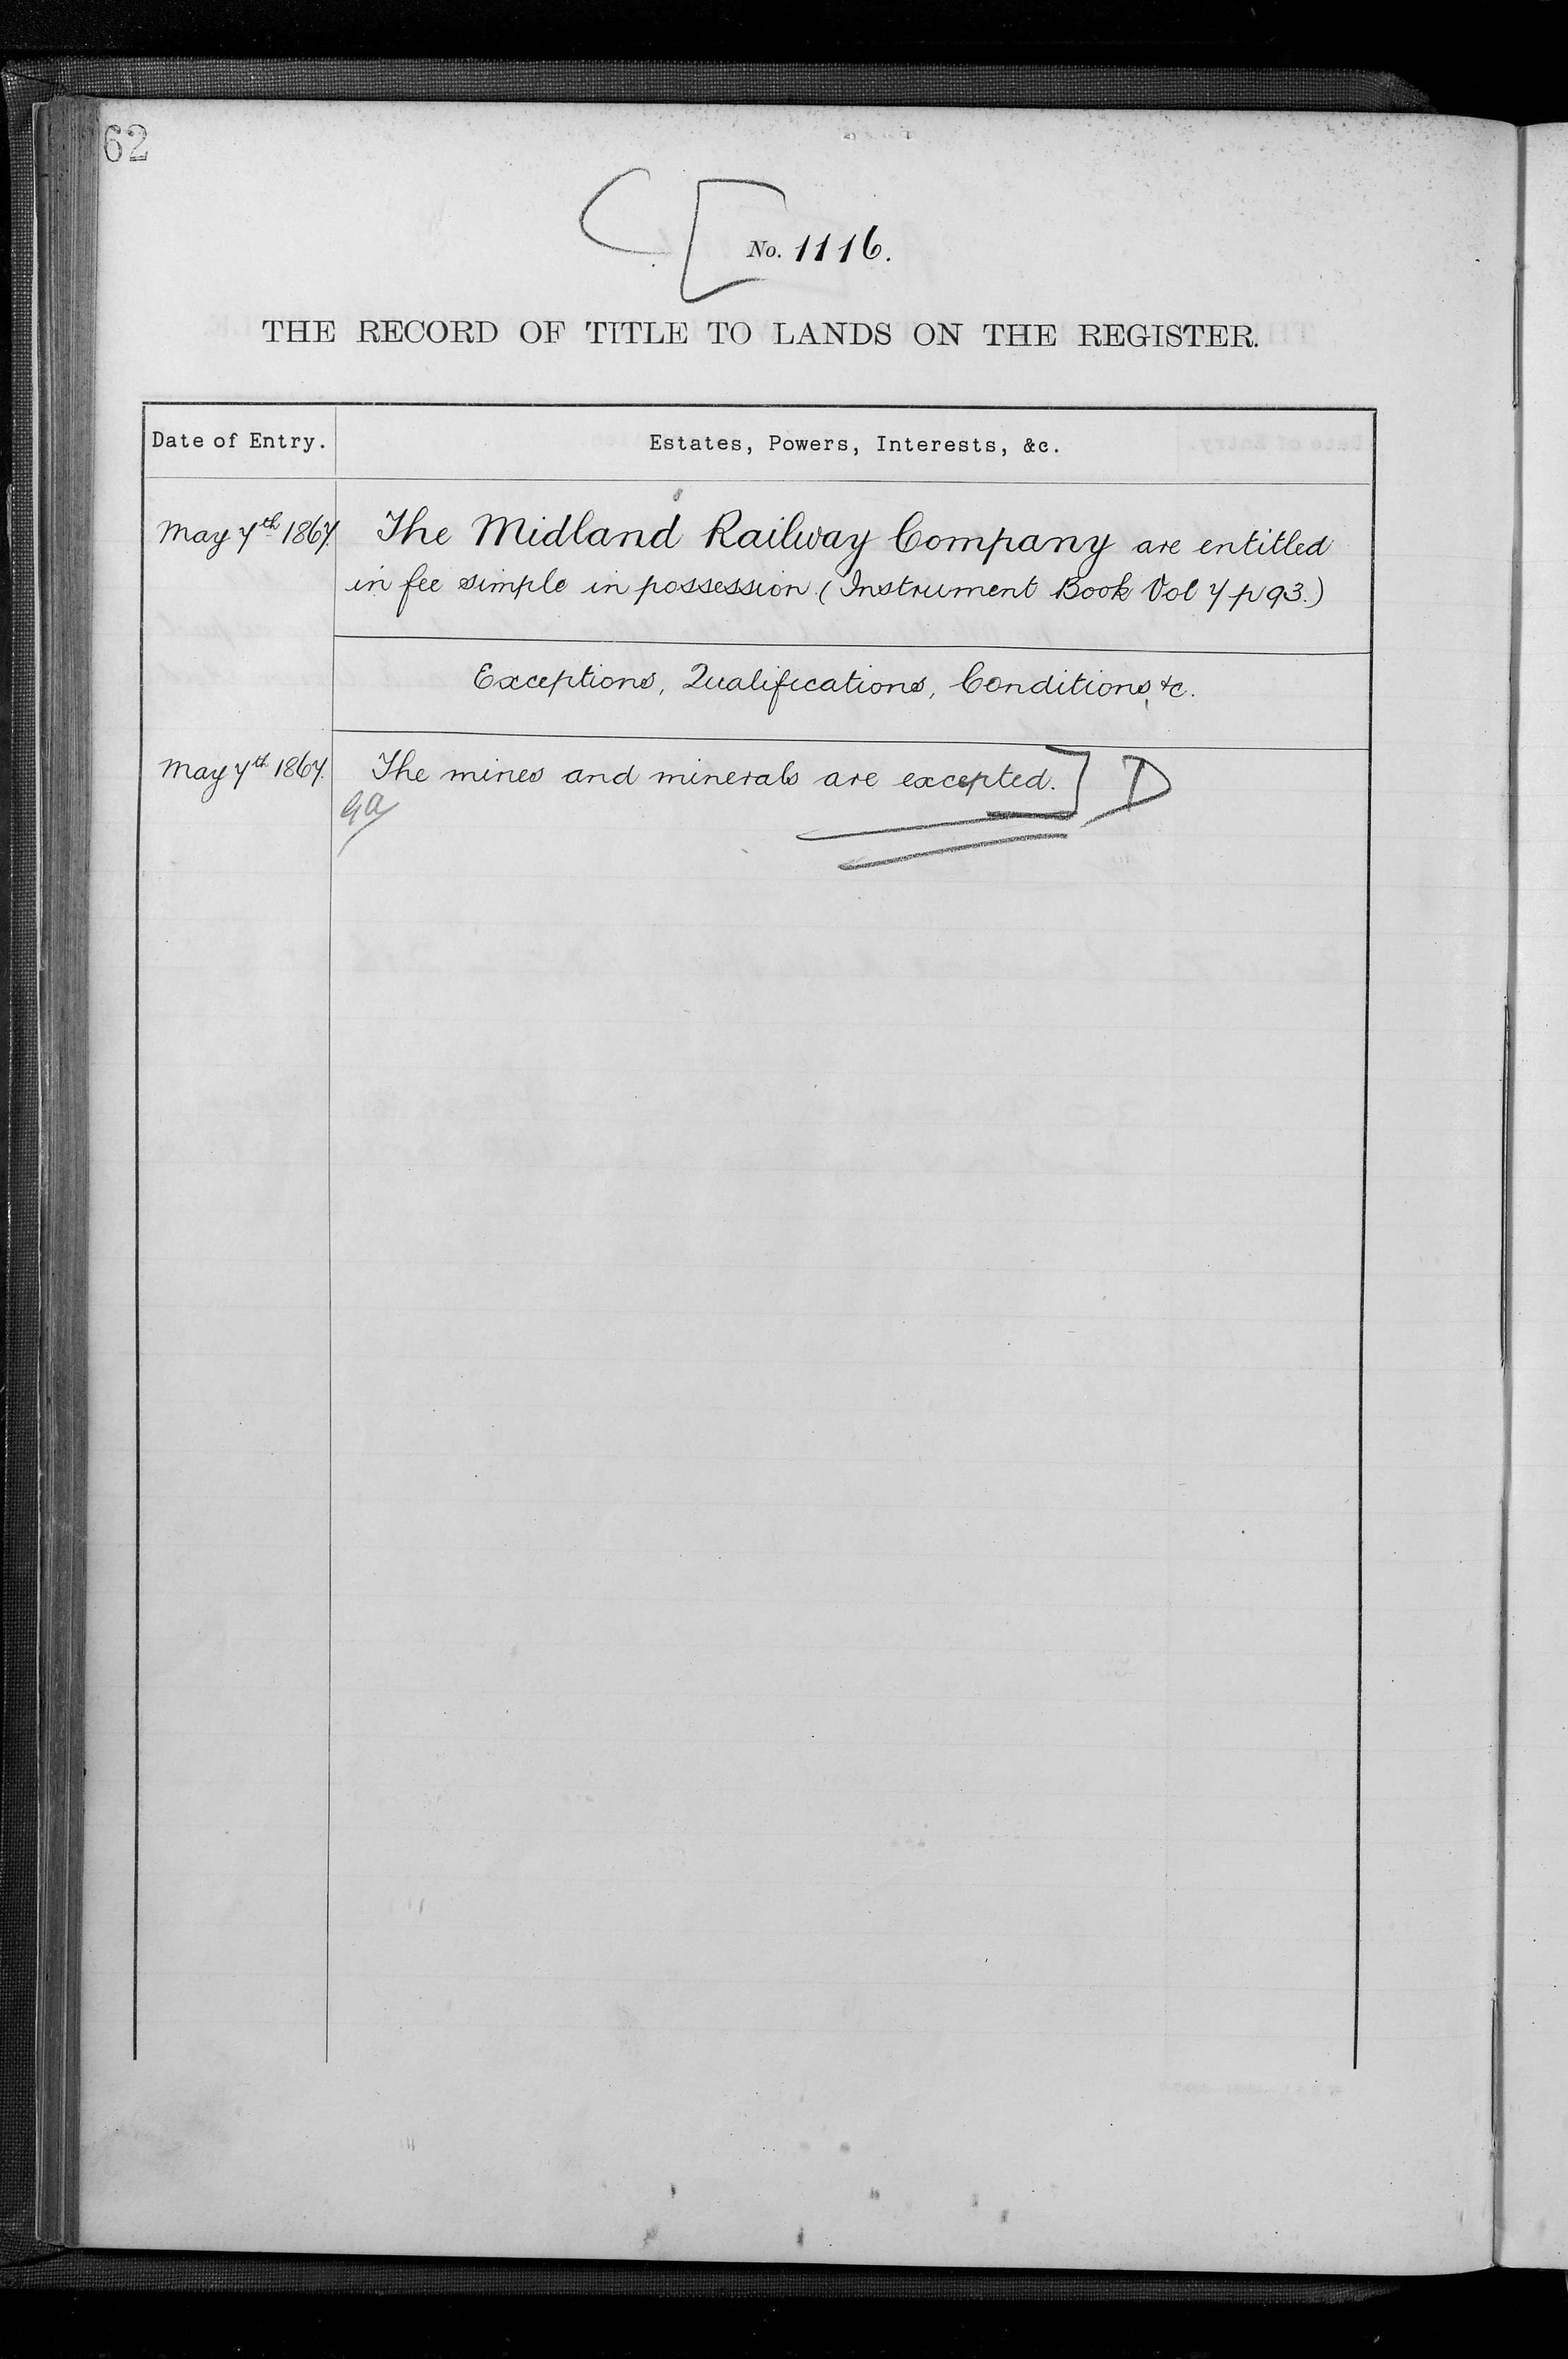 62
C
No. 1116.
THE RECORD OF TITLE TO LANDS ON THE REGISTER.
Date of Entry.
Estates, Powers, Interests, &c.
May 7th 1867. The Midland Railway Company are entitled
in fee simple in possession. (Instrument Book Vol 7 p 93.)
Exceptions, Qualifications, Conditions, &c.
May 7th 1867. The mines and minerals are excepted. D